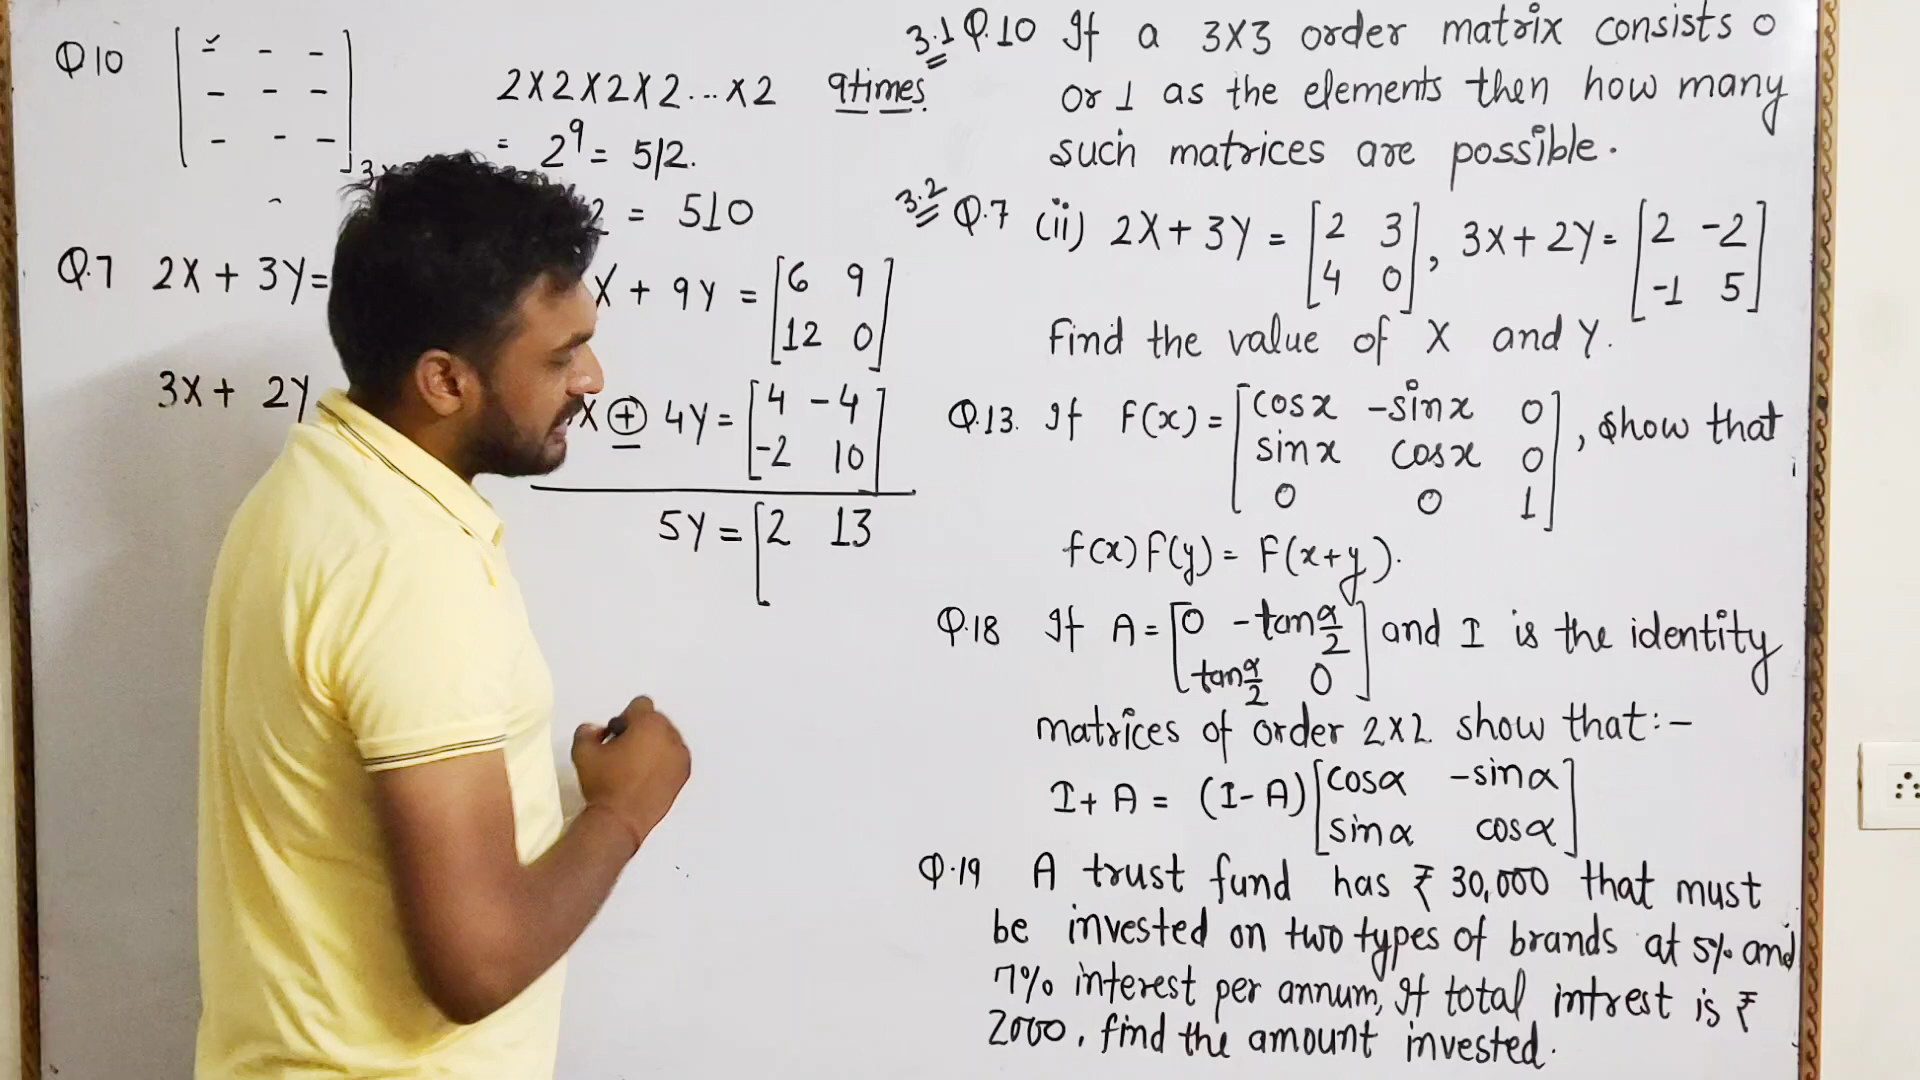 Q10 [ - - -
- - -
- - - ]
2X2X2X2...X2 9times.
= 2⁹ = 512.
2 = 510
Q.7 2X + 3Y=
X + 9Y = [6 9
12 0]
3X + 2Y
X + 4Y = [4 -4
-2 10]
5Y = [2 13
3.1 Q.10 If a 3X3 order matrix consists 0
or 1 as the elements then how many
such matrices are possible.
3.2 Q.7 (ii) 2X + 3Y = [2 3
4 0], 3X + 2Y = [2 -2
-1 5]
Find the value of X and Y.
Q.13. If F(x) = [cosx -sinx 0
sinx cosx 0
0 0 1], show that
f(x) F(y) = F(x+y).
Q.18 If A = [0 -tan α/2
tan α/2 0] and I is the identity
matrices of order 2X2 show that:-
I + A = (I - A) [cosα -sinα
sinα cosα]
Q.19 A trust fund has ₹ 30,000 that must
be invested on two types of brands at 5% and
7% interest per annum, If total intrest is ₹
2000, find the amount invested.